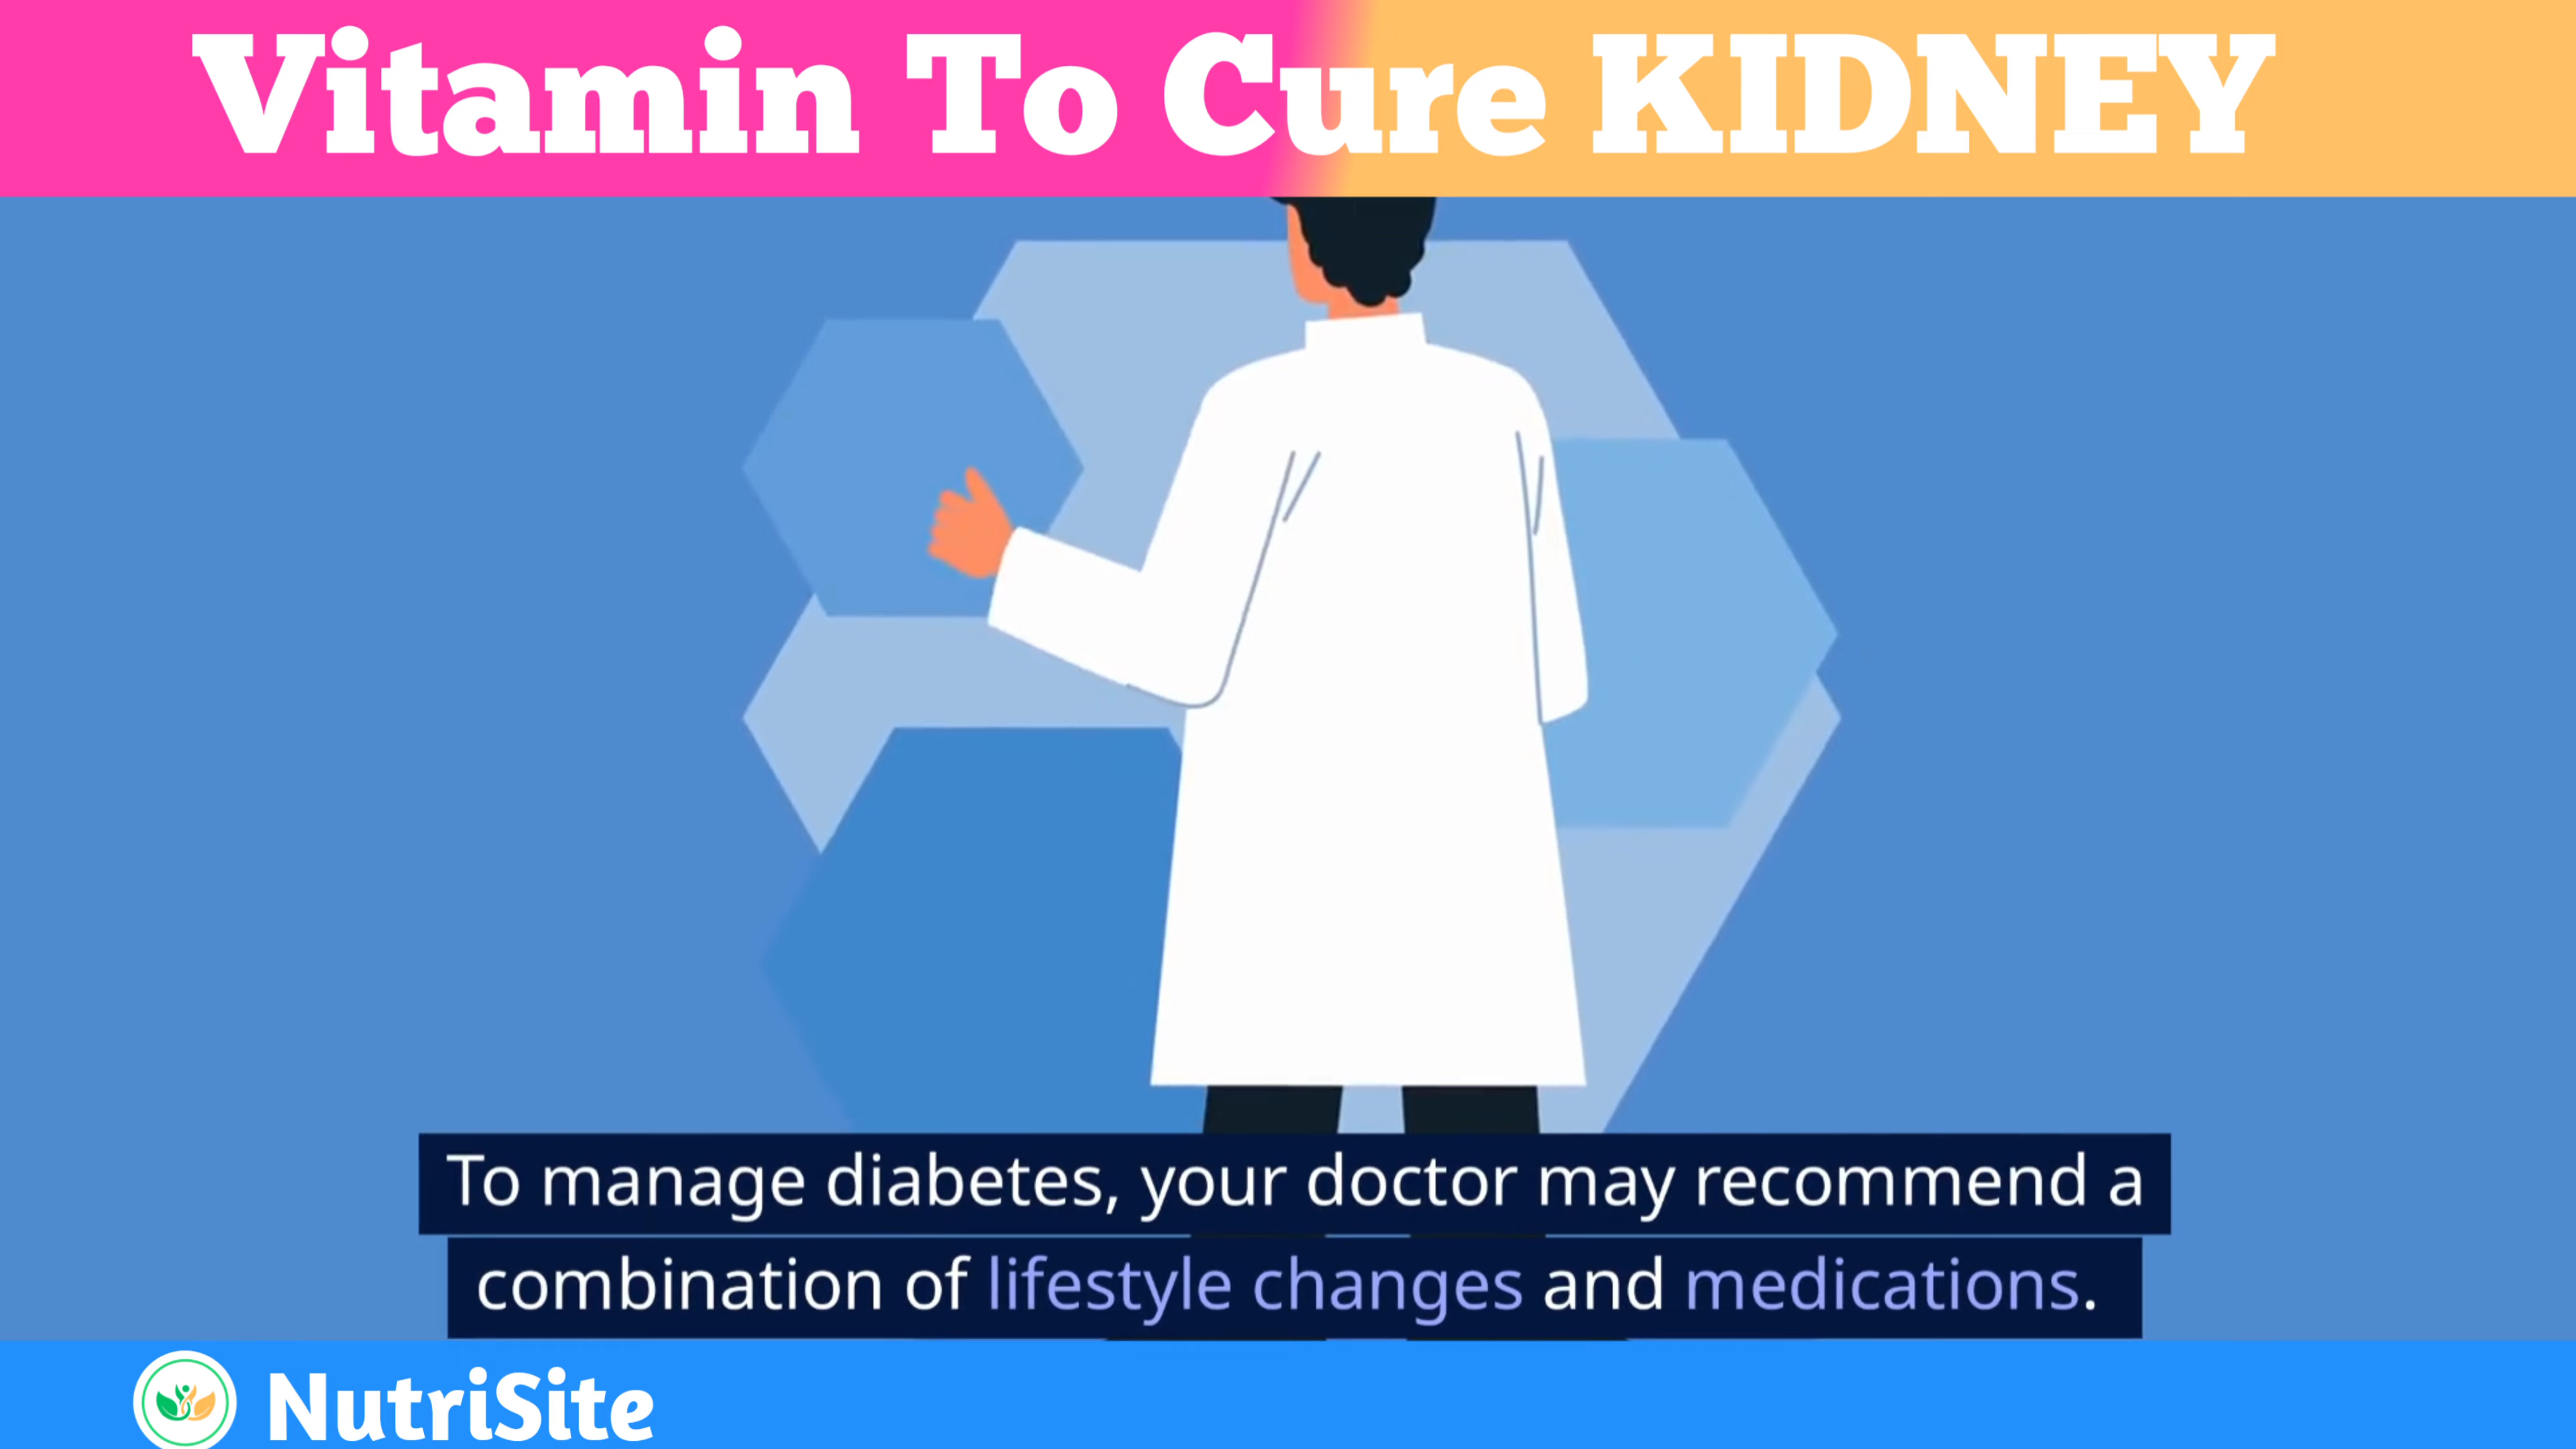 Vitamin To Cure KIDNEY
To manage diabetes, your doctor may recommend a
combination of lifestyle changes and medications.
NutriSite